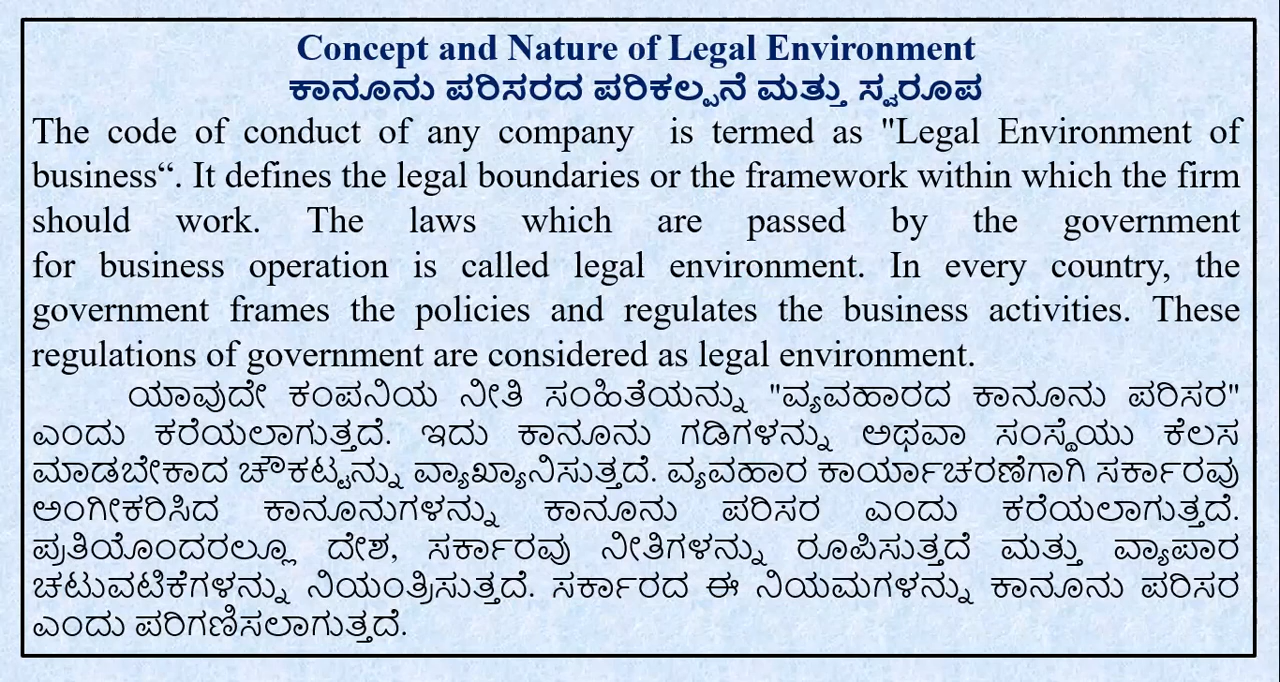 Concept and Nature of Legal Environment
ಕಾನೂನು ಪರಿಸರದ ಪರಿಕಲ್ಪನೆ ಮತ್ತು ಸ್ವರೂಪ
The code of conduct of any company  is termed as "Legal Environment of
business“. It defines the legal boundaries or the framework within which the firm
should work. The laws which are passed by the government
for business operation is called legal environment. In every country, the
government frames the policies and regulates the business activities. These
regulations of government are considered as legal environment.
ಯಾವುದೇ ಕಂಪನಿಯ ನೀತಿ ಸಂಹಿತೆಯನ್ನು "ವ್ಯವಹಾರದ ಕಾನೂನು ಪರಿಸರ"
ಎಂದು ಕರೆಯಲಾಗುತ್ತದೆ. ಇದು ಕಾನೂನು ಗಡಿಗಳನ್ನು ಅಥವಾ ಸಂಸ್ಥೆಯು ಕೆಲಸ
ಮಾಡಬೇಕಾದ ಚೌಕಟ್ಟನ್ನು ವ್ಯಾಖ್ಯಾನಿಸುತ್ತದೆ. ವ್ಯವಹಾರ ಕಾರ್ಯಾಚರಣೆಗಾಗಿ ಸರ್ಕಾರವು
ಅಂಗೀಕರಿಸಿದ ಕಾನೂನುಗಳನ್ನು ಕಾನೂನು ಪರಿಸರ ಎಂದು ಕರೆಯಲಾಗುತ್ತದೆ.
ಪ್ರತಿಯೊಂದರಲ್ಲೂ ದೇಶ, ಸರ್ಕಾರವು ನೀತಿಗಳನ್ನು ರೂಪಿಸುತ್ತದೆ ಮತ್ತು ವ್ಯಾಪಾರ
ಚಟುವಟಿಕೆಗಳನ್ನು ನಿಯಂತ್ರಿಸುತ್ತದೆ. ಸರ್ಕಾರದ ಈ ನಿಯಮಗಳನ್ನು ಕಾನೂನು ಪರಿಸರ
ಎಂದು ಪರಿಗಣಿಸಲಾಗುತ್ತದೆ.